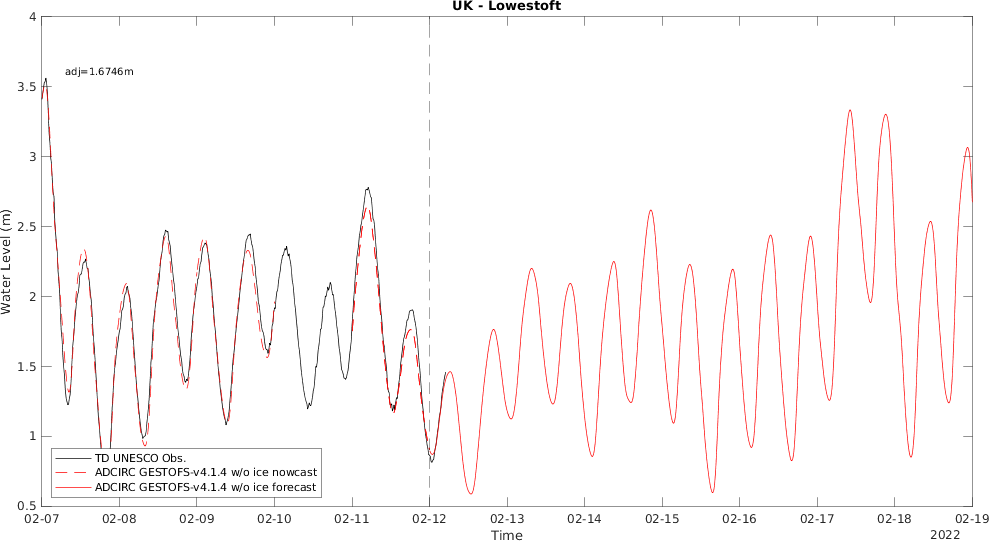 UK - Lowestoft
4
adj=1.6746m
3.5
3
2.5
Water Level (m)
2
1.5
1
TD UNESCO Obs.
ADCIRC GESTOFS-v4.1.4 w/o ice nowcast
ADCIRC GESTOFS-v4.1.4 w/o ice forecast
0.5
02-07 02-08 02-09 02-10 02-11 02-12 02-13 02-14 02-15 02-16 02-17 02-18 02-19
Time
2022